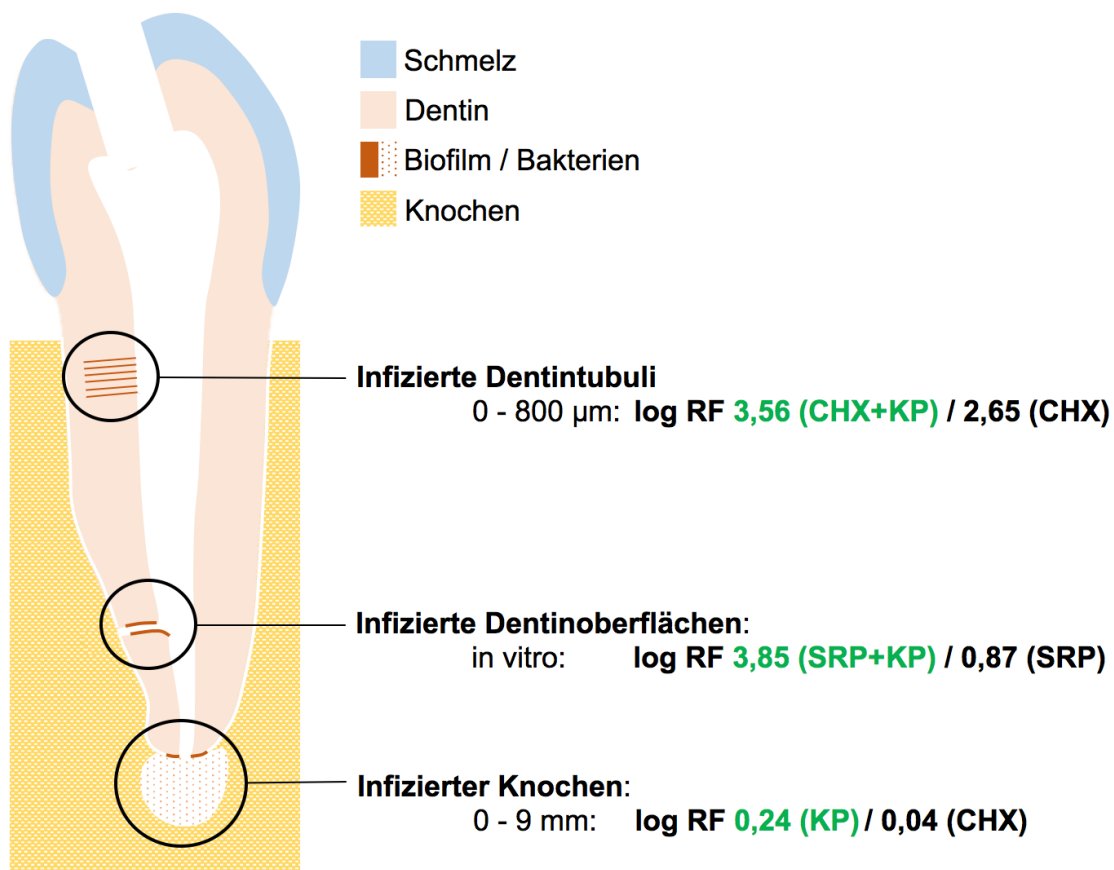 Schmelz
Dentin
Biofilm / Bakterien
Knochen
Infizierte Dentintubuli
0 - 800 µm: log RF 3,56 (CHX+KP) / 2,65 (CHX)
Infizierte Dentinoberflächen:
in vitro: log RF 3,85 (SRP+KP) / 0,87 (SRP)
Infizierter Knochen:
0 - 9 mm: log RF 0,24 (KP) / 0,04 (CHX)